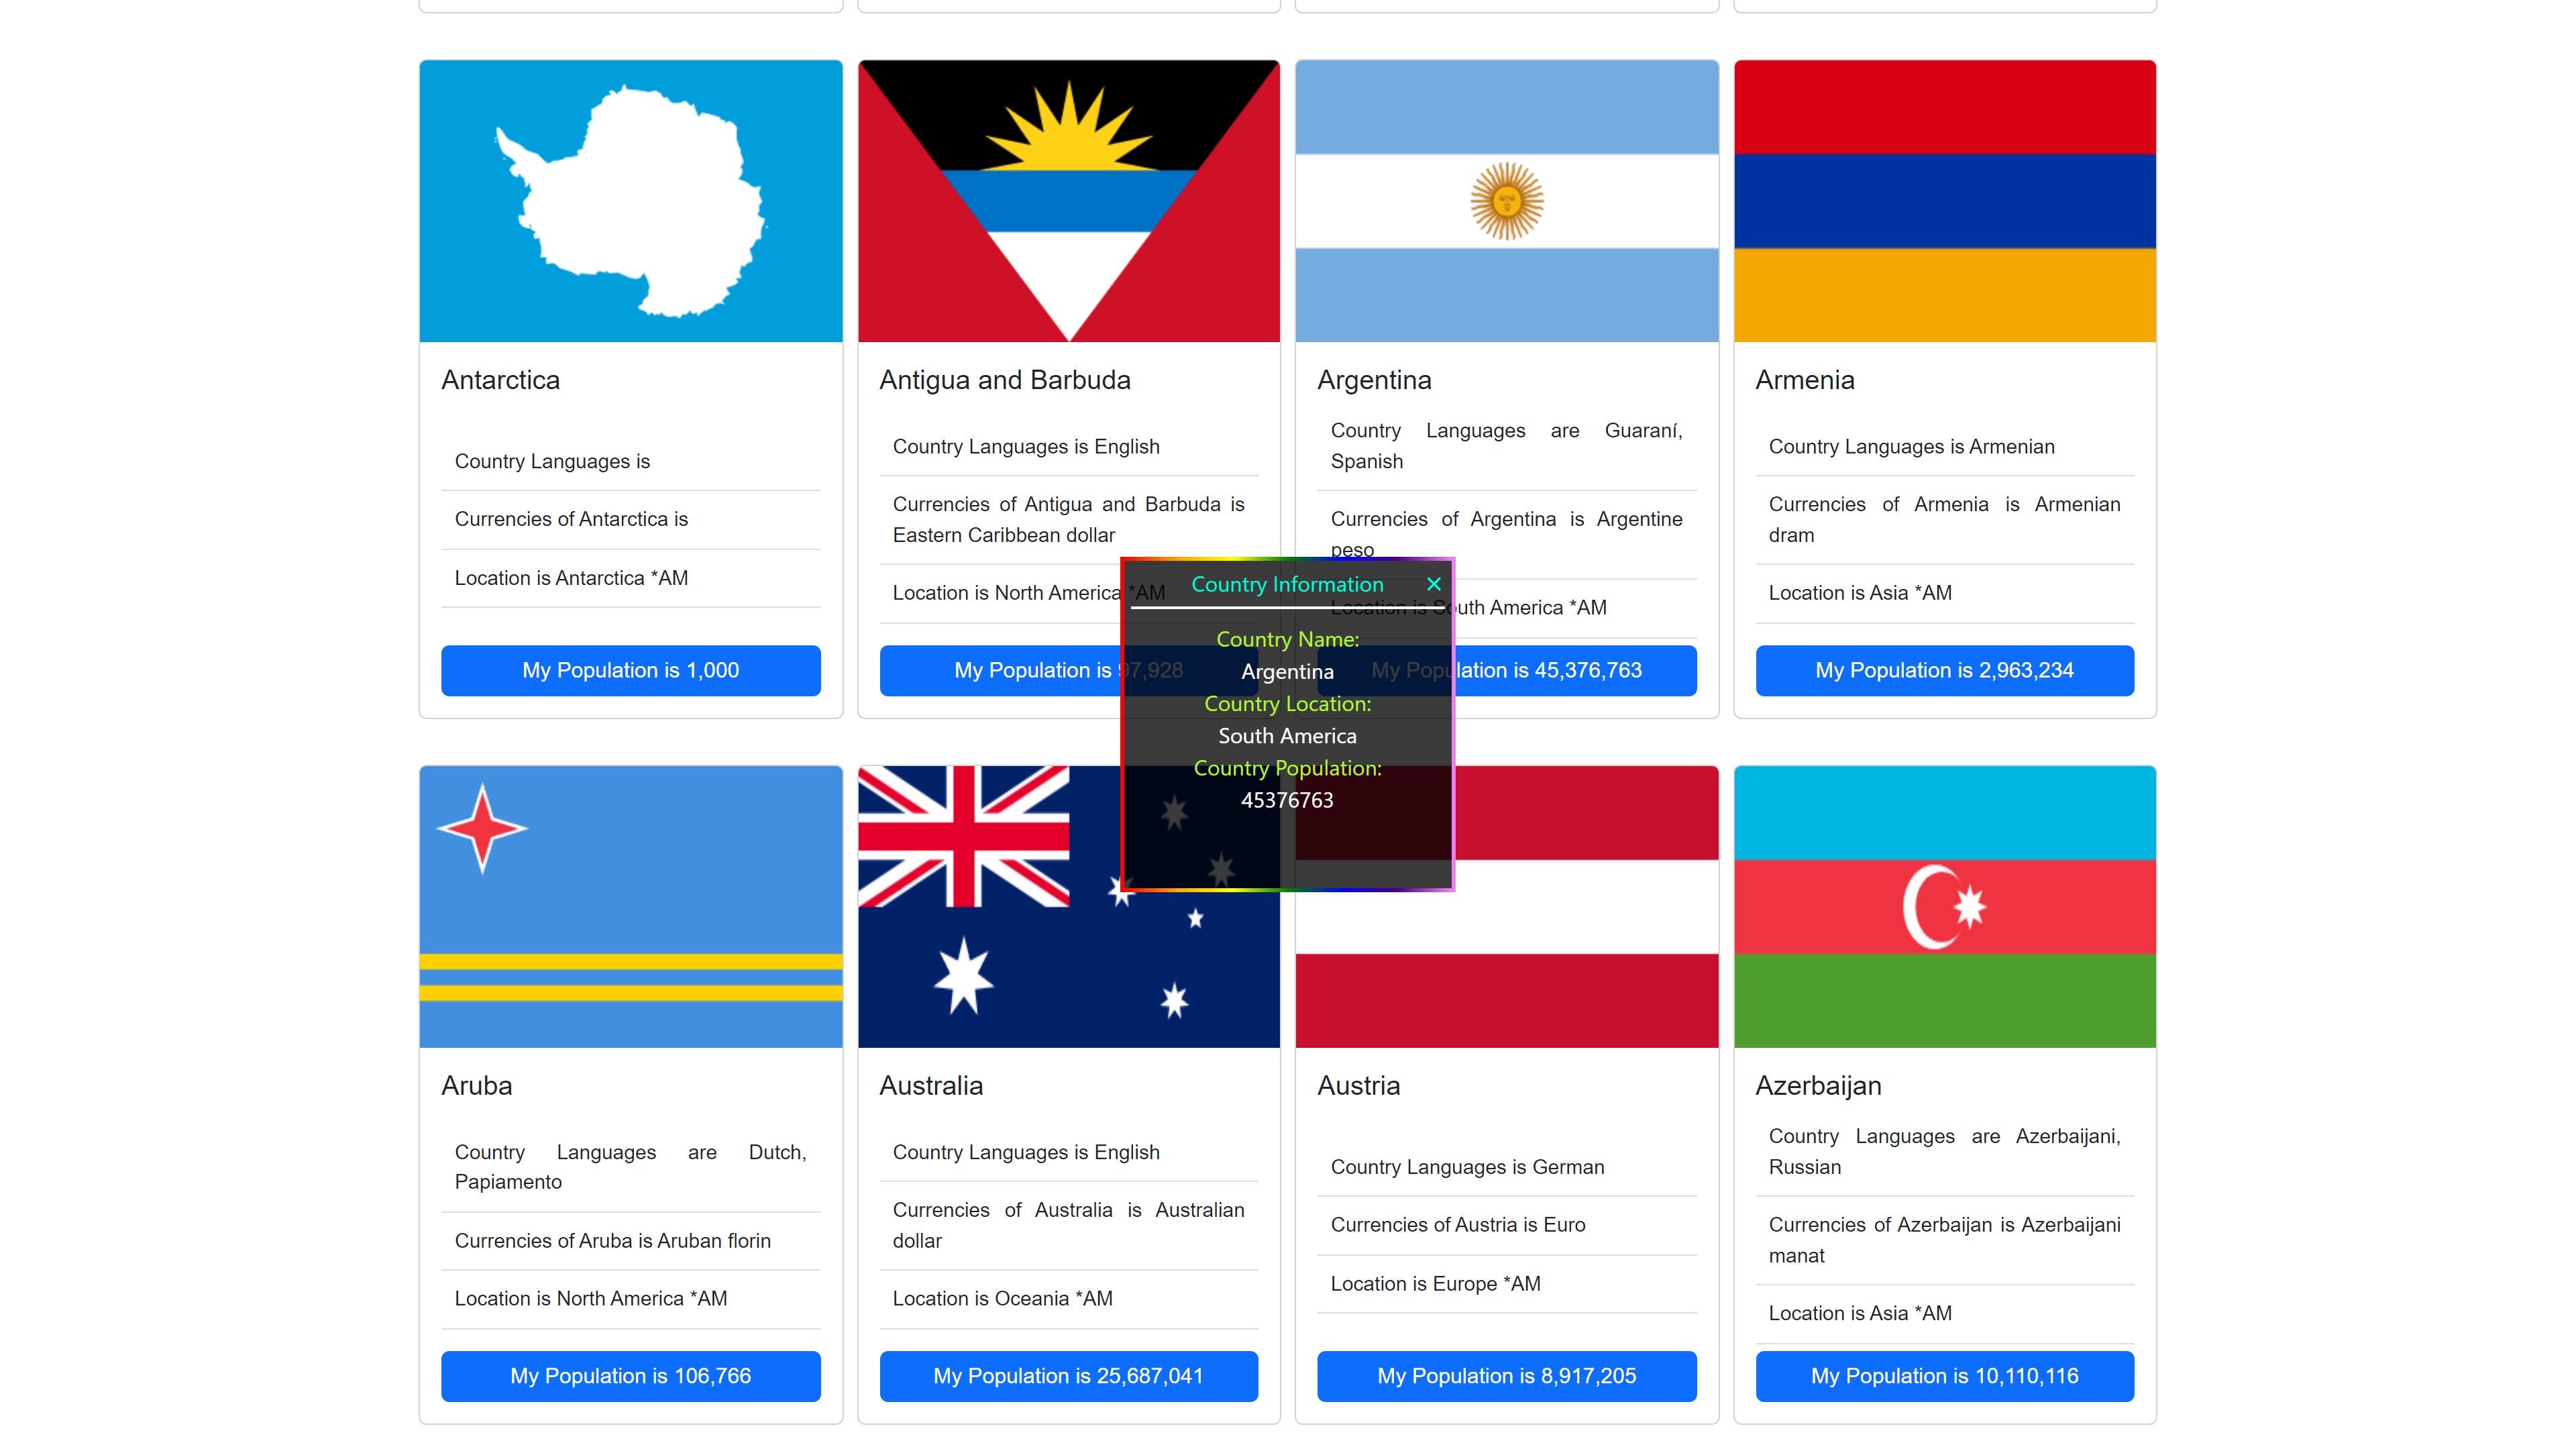 Antarctica
Country Languages is
Currencies of Antarctica is
Location is Antarctica *AM
My Population is 1,000
Antigua and Barbuda
Country Languages is English
Currencies of Antigua and Barbuda is
Eastern Caribbean dollar
Location is North America *AM
My Population is 97,928
Argentina
Country Languages are Guaraní,
Spanish
Currencies of Argentina is Argentine
peso
Location is South America *AM
My Population is 45,376,763
Armenia
Country Languages is Armenian
Currencies of Armenia is Armenian
dram
Location is Asia *AM
My Population is 2,963,234
Country Information ×
Country Name:
Argentina
Country Location:
South America
Country Population:
45376763
Aruba
Country Languages are Dutch,
Papiamento
Currencies of Aruba is Aruban florin
Location is North America *AM
My Population is 106,766
Australia
Country Languages is English
Currencies of Australia is Australian
dollar
Location is Oceania *AM
My Population is 25,687,041
Austria
Country Languages is German
Currencies of Austria is Euro
Location is Europe *AM
My Population is 8,917,205
Azerbaijan
Country Languages are Azerbaijani,
Russian
Currencies of Azerbaijan is Azerbaijani
manat
Location is Asia *AM
My Population is 10,110,116